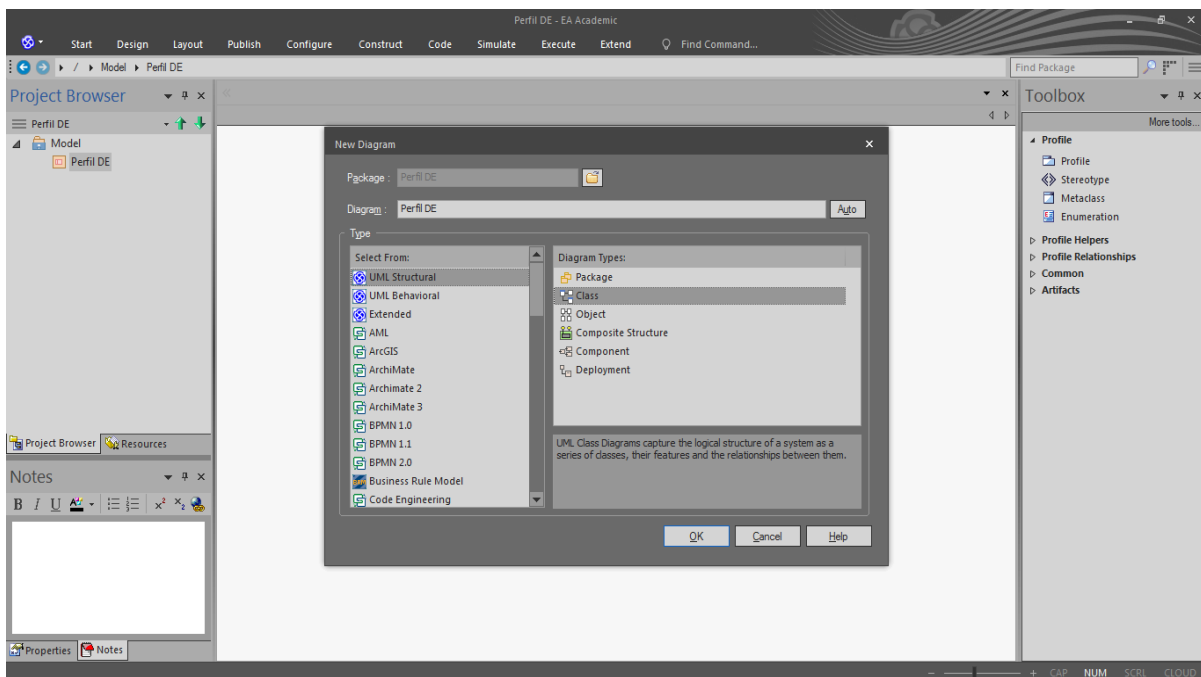 Perfil DE - EA Academic
Start Design Layout Publish Configure Construct Code Simulate Execute Extend Find Command...
/ Model Perfil DE
Find Package
Project Browser
Perfil DE
Model
Perfil DE
Project Browser Resources
Notes
B I U x² ×₂
Properties Notes
New Diagram
Package : Perfil DE
Diagram : Perfil DE Auto
Type
Select From:
UML Structural
UML Behavioral
Extended
AML
ArcGIS
ArchiMate
Archimate 2
ArchiMate 3
BPMN 1.0
BPMN 1.1
BPMN 2.0
Business Rule Model
Code Engineering
Diagram Types:
Package
Class
Object
Composite Structure
Component
Deployment
UML Class Diagrams capture the logical structure of a system as a
series of classes, their features and the relationships between them.
OK Cancel Help
Toolbox
More tools...
Profile
Profile
Stereotype
Metaclass
Enumeration
Profile Helpers
Profile Relationships
Common
Artifacts
CAP NUM SCRL CLOUD